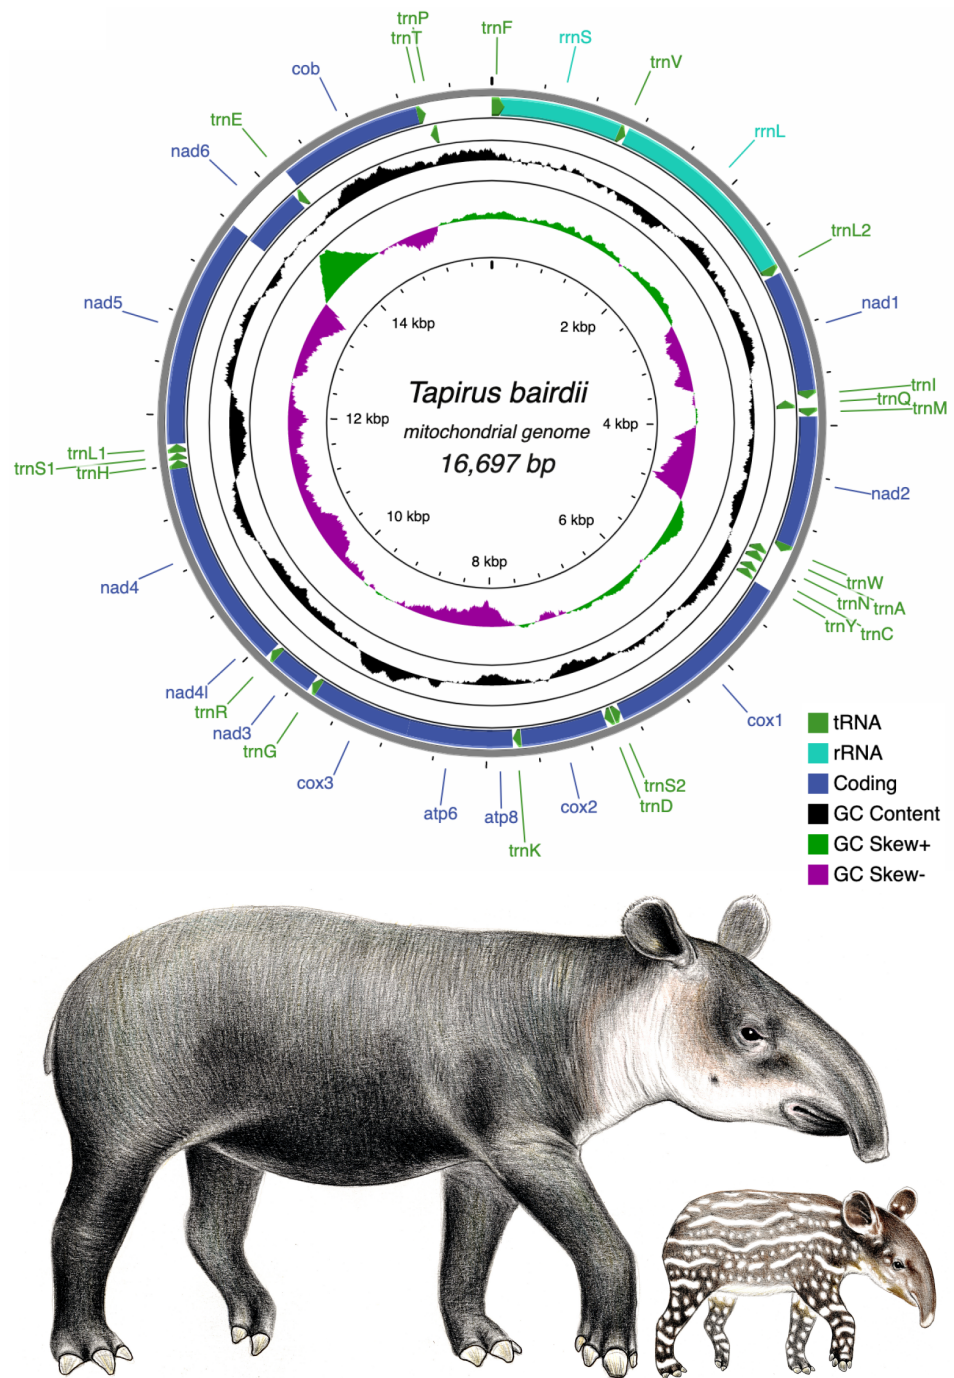 trnP
trnT
trnF
rrnS
trnV
cob
trnE
rrnL
nad6
trnL2
nad5
nad1
14 kbp
2 kbp
Tapirus bairdii
trnI
trnQ
trnM
12 kbp
mitochondrial genome
4 kbp
trnL1
trnS1
trnH
16,697 bp
nad2
10 kbp
6 kbp
8 kbp
nad4
trnW
trnN
trnA
trnY
trnC
nad4l
trnR
nad3
trnG
cox1
tRNA
rRNA
cox3
trnS2
Coding
trnD
atp6
atp8
cox2
GC Content
trnK
GC Skew+
GC Skew-